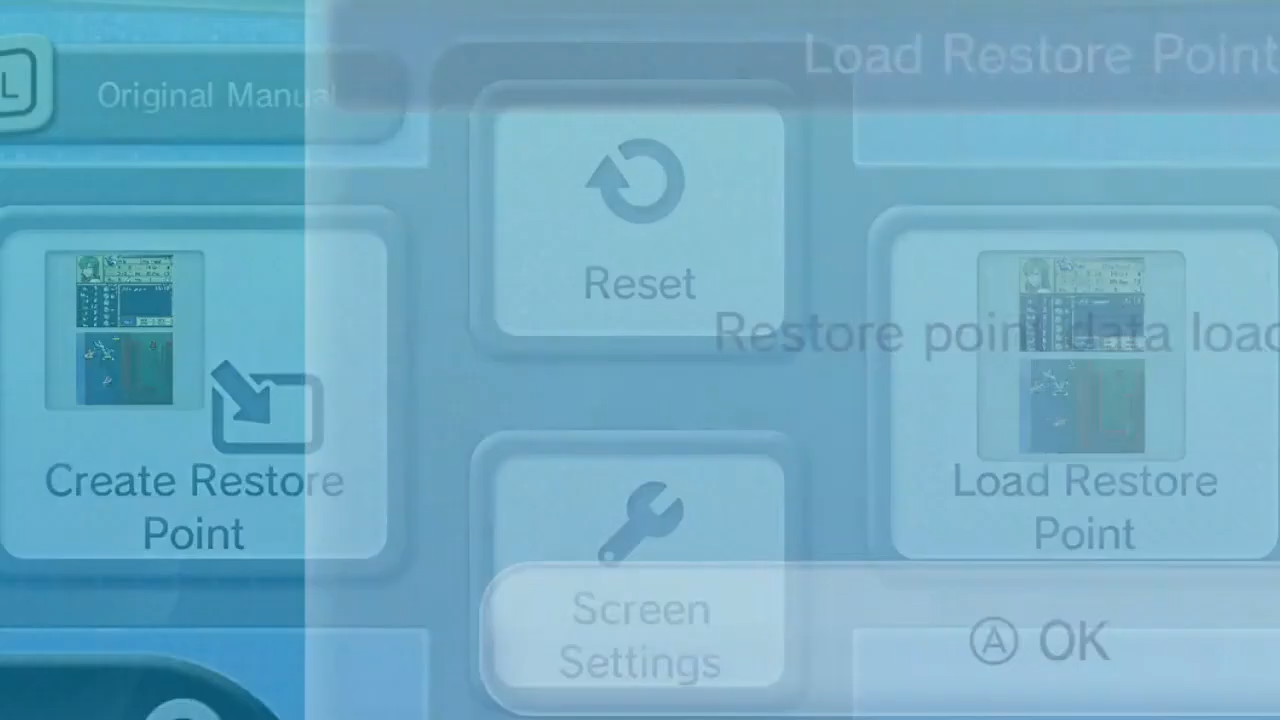 Load Restore Point
L
Original Manual
Reset
Restore point data load
Create Restore
Point
Load Restore
Point
Screen
Settings
A OK